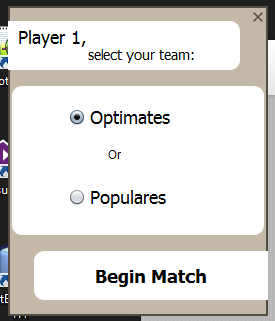 Player 1,
select your team:
Optimates
Or
Populares
Begin Match